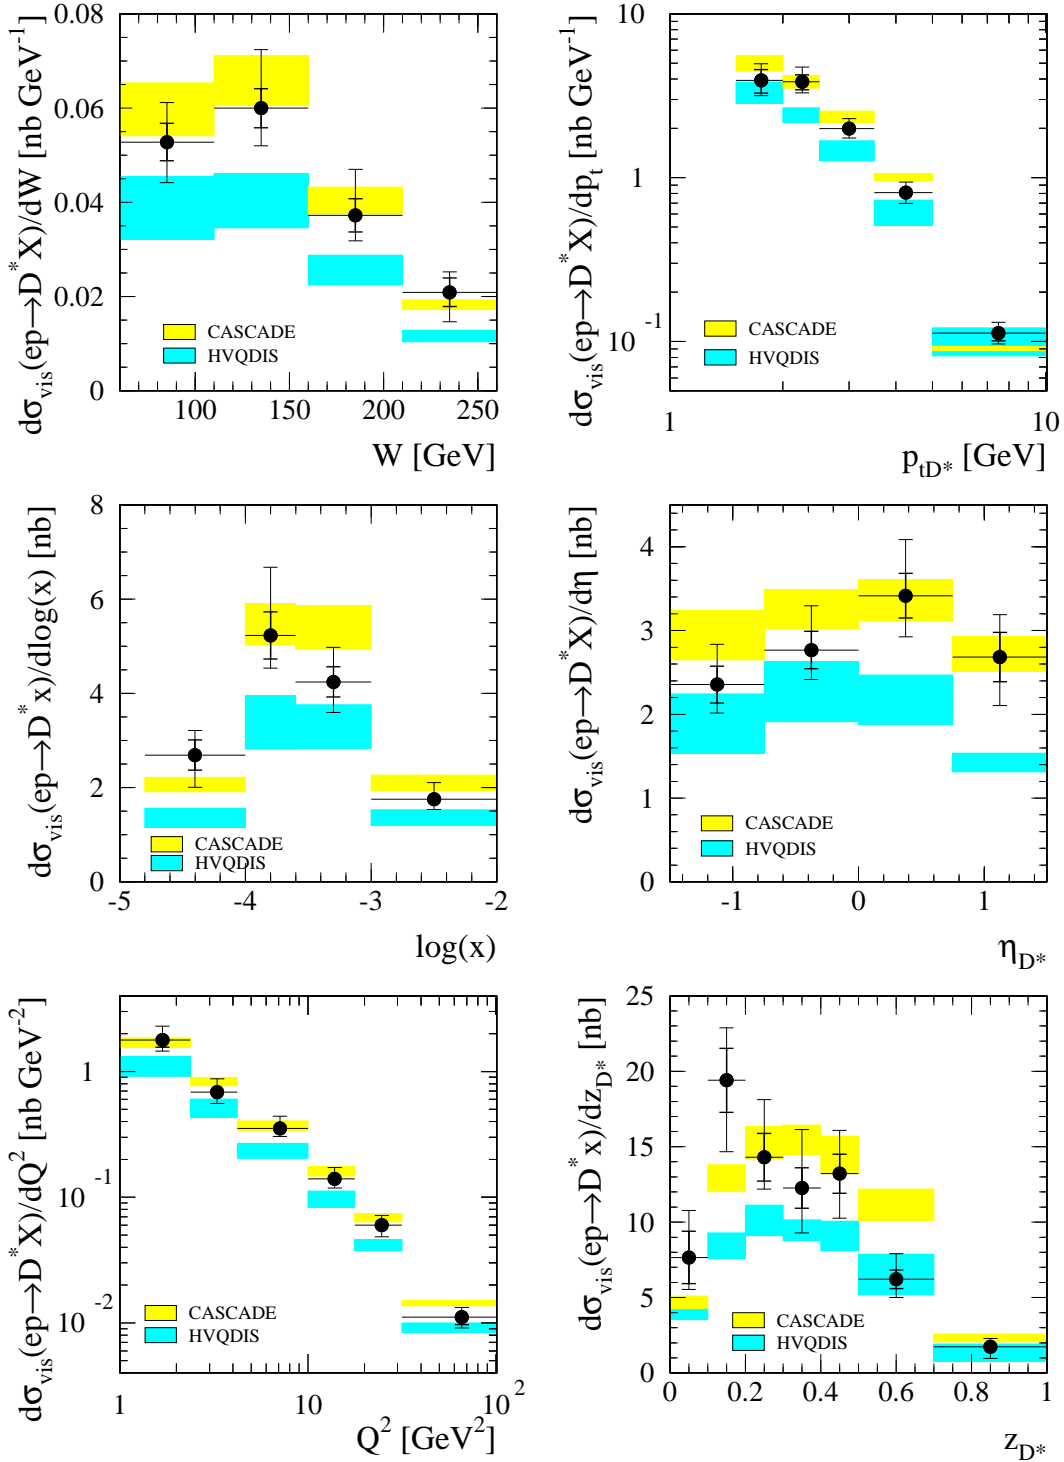 dσvis(ep→D*X)/dW [nb GeV-1]
0.08
0.06
0.04
0.02
0
CASCADE
HVQDIS
100 150 200 250
W [GeV]
dσvis(ep→D*X)/dpt [nb GeV-1]
10
1
10-1
CASCADE
HVQDIS
1 10
ptD* [GeV]
dσvis(ep→D*x)/dlog(x) [nb]
8
6
4
2
0
CASCADE
HVQDIS
-5 -4 -3 -2
log(x)
dσvis(ep→D*X)/dη [nb]
4
3
2
1
0
CASCADE
HVQDIS
-1 0 1
ηD*
dσvis(ep→D*X)/dQ2 [nb GeV-2]
1
10-1
10-2
CASCADE
HVQDIS
1 10 102
Q2 [GeV2]
dσvis(ep→D*x)/dzD* [nb]
25
20
15
10
5
0
CASCADE
HVQDIS
0 0.2 0.4 0.6 0.8 1
zD*